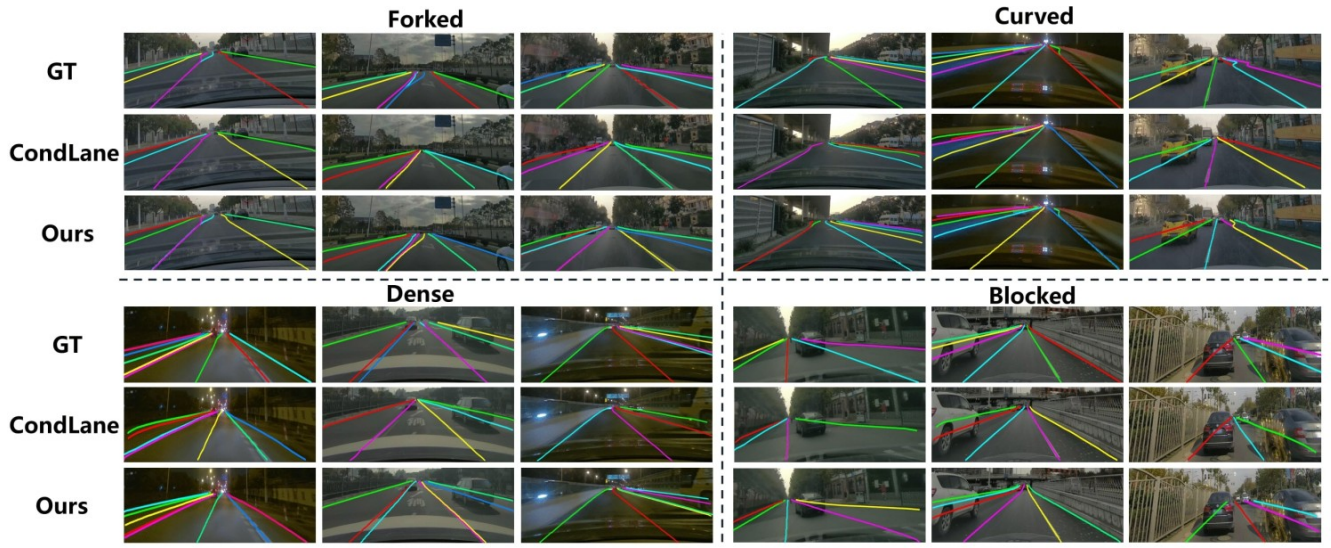 Forked
Curved
GT
CondLane
Ours
Dense
Blocked
GT
CondLane
Ours